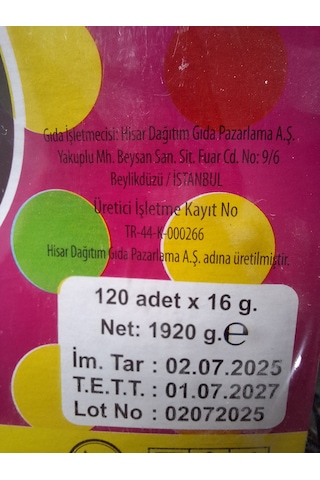 Gıda İşletmecisi: Hisar Dağıtım Gıda Pazarlama A.Ş.
Yakuplu Mh. Beysan San. Sit. Fuar Cd. No: 9/6
Beylikdüzü / İSTANBUL
Üretici İşletme Kayıt No
TR-44-K-000266
Hisar Dağıtım Gıda Pazarlama A.Ş. adına üretilmiştir.
120 adet x 16 g.
Net: 1920 g.℮
İm. Tar : 02.07.2025
T.E.T.T. : 01.07.2027
Lot No : 02072025